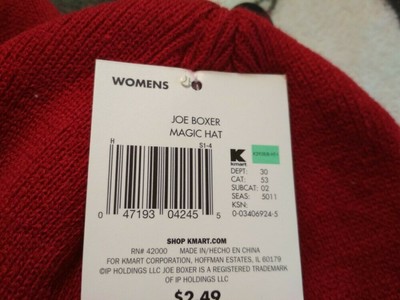 WOMENS
JOE BOXER
MAGIC HAT
H
S1-4
K
kmart
DEPT: 30
CAT: 53
SUBCAT: 02
SEAS: 5011
KSN:
0-03406924-5
0 47193 04245 5
SHOP KMART.COM
RN# 42000 MADE IN/HECHO EN CHINA
FOR KMART CORPORATION, HOFFMAN ESTATES, IL 60179
©IP HOLDINGS LLC JOE BOXER IS A REGISTERED TRADEMARK
OF IP HOLDINGS LLC
$2.49